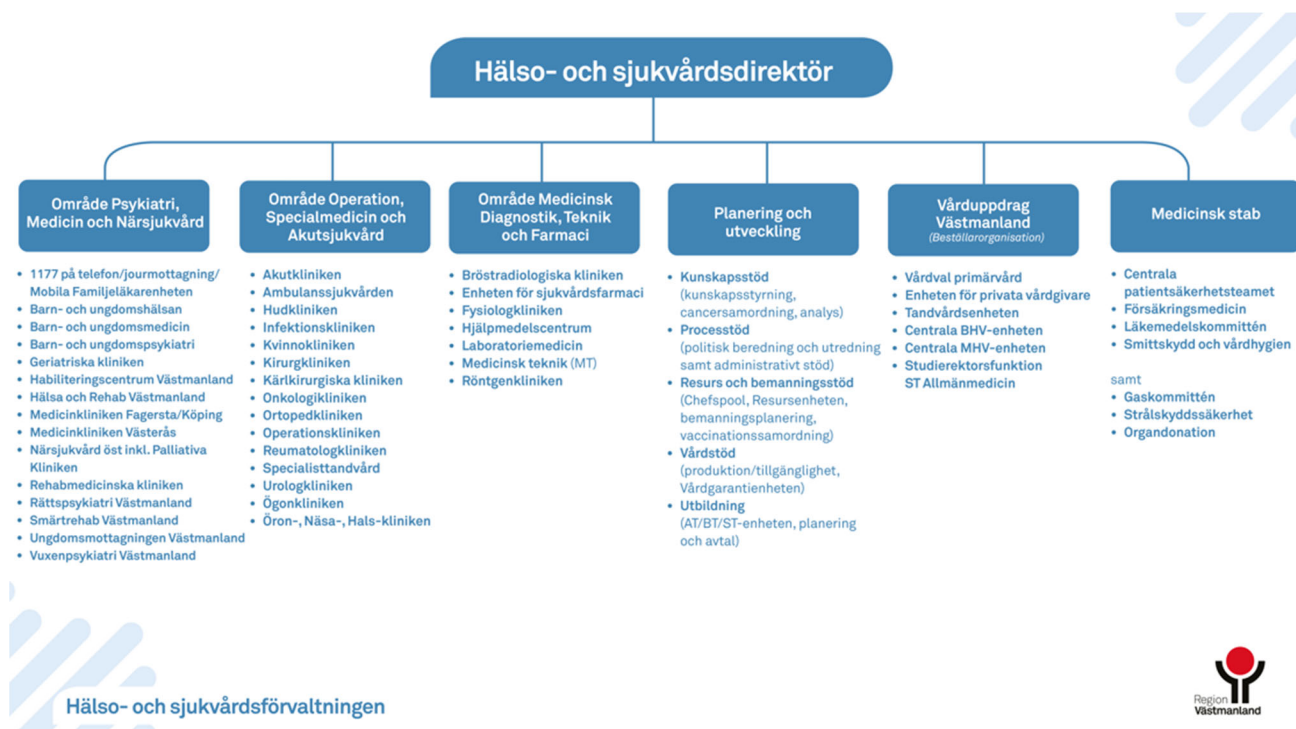 Hälso- och sjukvårdsdirektör
Område Psykiatri,
Medicin och Närsjukvård
• 1177 på telefon/jourmottagning/
Mobila Familjeläkarenheten
• Barn- och ungdomshälsan
• Barn- och ungdomsmedicin
• Barn- och ungdomspsykiatri
• Geriatriska kliniken
• Habiliteringscentrum Västmanland
• Hälsa och Rehab Västmanland
• Medicinkliniken Fagersta/Köping
• Medicinkliniken Västerås
• Närsjukvård öst inkl. Palliativa
Kliniken
• Rehabmedicinska kliniken
• Rättspsykiatri Västmanland
• Smärtrehab Västmanland
• Ungdomsmottagningen Västmanland
• Vuxenpsykiatri Västmanland
Område Operation,
Specialmedicin och
Akutsjukvård
• Akutkliniken
• Ambulanssjukvården
• Hudkliniken
• Infektionskliniken
• Kvinnokliniken
• Kirurgkliniken
• Kärlkirurgiska kliniken
• Onkologikliniken
• Ortopedkliniken
• Operationskliniken
• Reumatologkliniken
• Specialisttandvård
• Urologkliniken
• Ögonkliniken
• Öron-, Näsa-, Hals-kliniken
Område Medicinsk
Diagnostik, Teknik
och Farmaci
• Bröstradiologiska kliniken
• Enheten för sjukvårdsfarmaci
• Fysiologkliniken
• Hjälpmedelscentrum
• Laboratoriemedicin
• Medicinsk teknik (MT)
• Röntgenkliniken
Planering och
utveckling
• Kunskapsstöd
(kunskapsstyrning,
cancersamordning, analys)
• Processtöd
(politisk beredning och utredning
samt administrativt stöd)
• Resurs och bemanningsstöd
(Chefspool, Resursenheten,
bemanningsplanering,
vaccinationssamordning)
• Vårdstöd
(produktion/tillgänglighet,
Vårdgarantienheten)
• Utbildning
(AT/BT/ST-enheten, planering
och avtal)
Vårduppdrag
Västmanland
(Beställarorganisation)
• Vårdval primärvård
• Enheten för privata vårdgivare
• Tandvårdsenheten
• Centrala BHV-enheten
• Centrala MHV-enheten
• Studierektorsfunktion
ST Allmänmedicin
Medicinsk stab
• Centrala
patientsäkerhetsteamet
• Försäkringsmedicin
• Läkemedelskommittén
• Smittskydd och vårdhygien
samt
• Gaskommittén
• Strålskyddssäkerhet
• Organdonation
Hälso- och sjukvårdsförvaltningen
Region
Västmanland